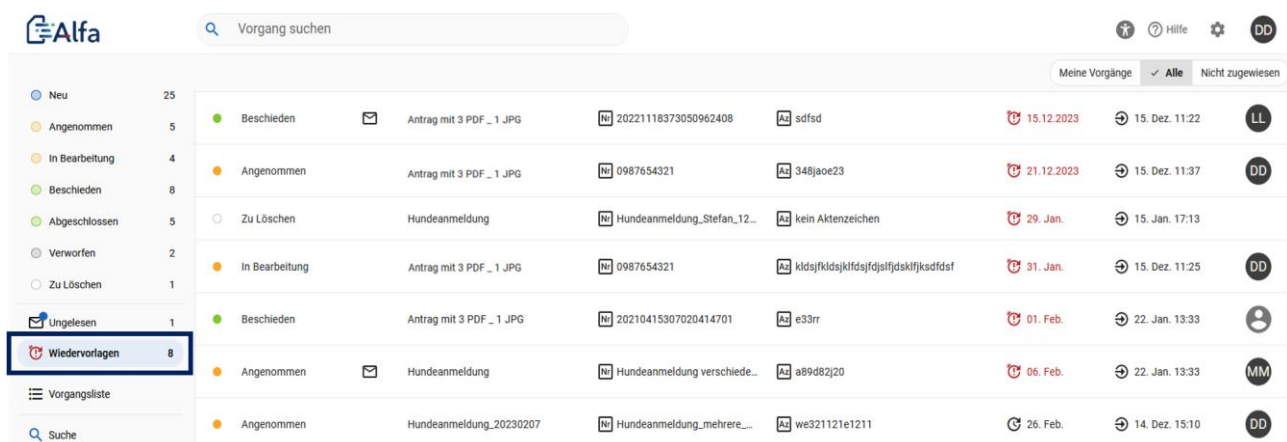 Alfa
Vorgang suchen
Hilfe
DD
Meine Vorgänge
Alle
Nicht zugewiesen
Neu 25
Angenommen 5
In Bearbeitung 4
Beschieden 8
Abgeschlossen 5
Verworfen 2
Zu Löschen 1
Ungelesen 1
Wiedervorlagen 8
Vorgangsliste
Suche
Beschieden Antrag mit 3 PDF _ 1 JPG Nr 20221118373050962408 Az sdfsd 15.12.2023 15. Dez. 11:22 LL
Angenommen Antrag mit 3 PDF _ 1 JPG Nr 0987654321 Az 348jaoe23 21.12.2023 15. Dez. 11:37 DD
Zu Löschen Hundeanmeldung Nr Hundeanmeldung_Stefan_12... Az kein Aktenzeichen 29. Jan. 15. Jan. 17:13
In Bearbeitung Antrag mit 3 PDF _ 1 JPG Nr 0987654321 Az kldsjfkldsjklfdsjfdjslfjdsklfjksdfdsf 31. Jan. 15. Dez. 11:25 DD
Beschieden Antrag mit 3 PDF _ 1 JPG Nr 20210415307020414701 Az e33rr 01. Feb. 22. Jan. 13:33
Angenommen Hundeanmeldung Nr Hundeanmeldung verschiede... Az a89d82j20 06. Feb. 22. Jan. 13:33 MM
Angenommen Hundeanmeldung_20230207 Nr Hundeanmeldung_mehrere_... Az we321121e1211 26. Feb. 14. Dez. 15:10 DD